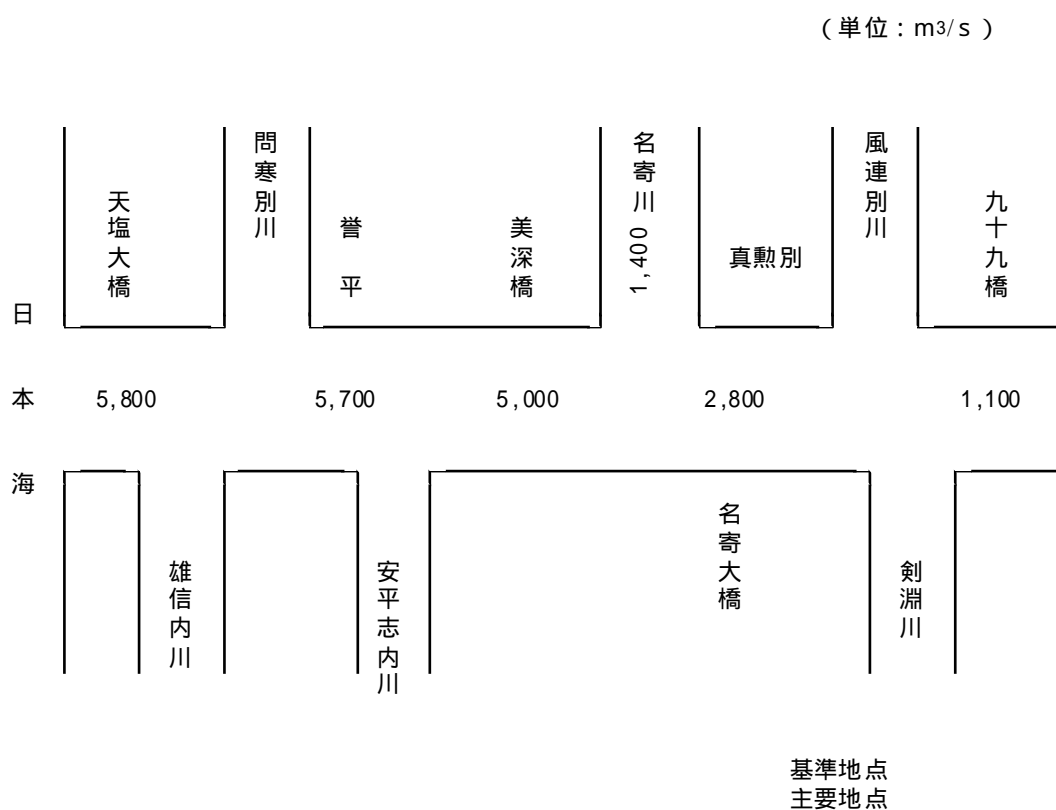 （単位：m3/s）
問寒別川
名寄川
1,400
風連別川
天塩大橋
誉平
美深橋
真勲別
九十九橋
日本海
5,800
5,700
5,000
2,800
1,100
雄信内川
安平志内川
名寄大橋
剣淵川
基準地点
主要地点